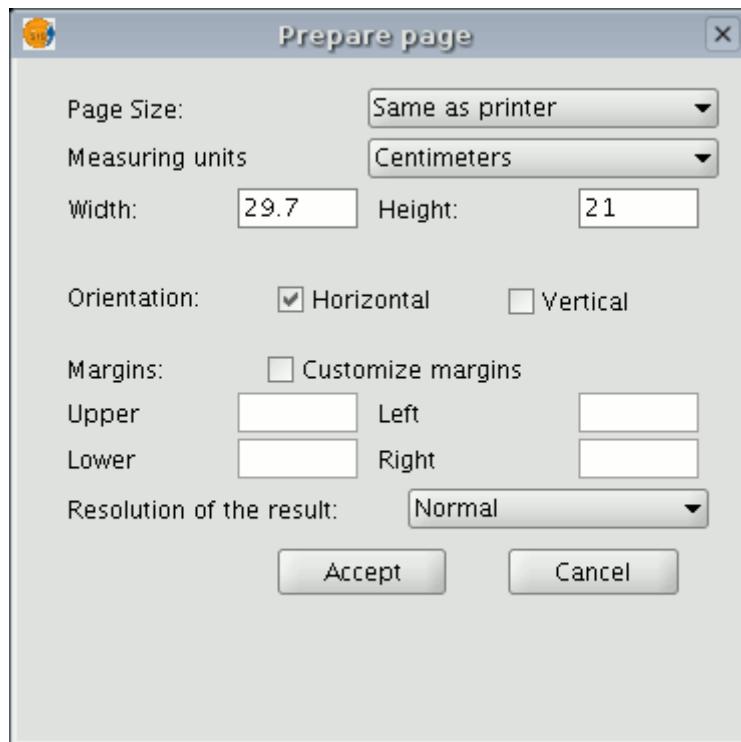 Prepare page
Page Size: Same as printer
Measuring units Centimeters
Width: 29.7 Height: 21
Orientation: Horizontal Vertical
Margins: Customize margins
Upper Left
Lower Right
Resolution of the result: Normal
Accept Cancel